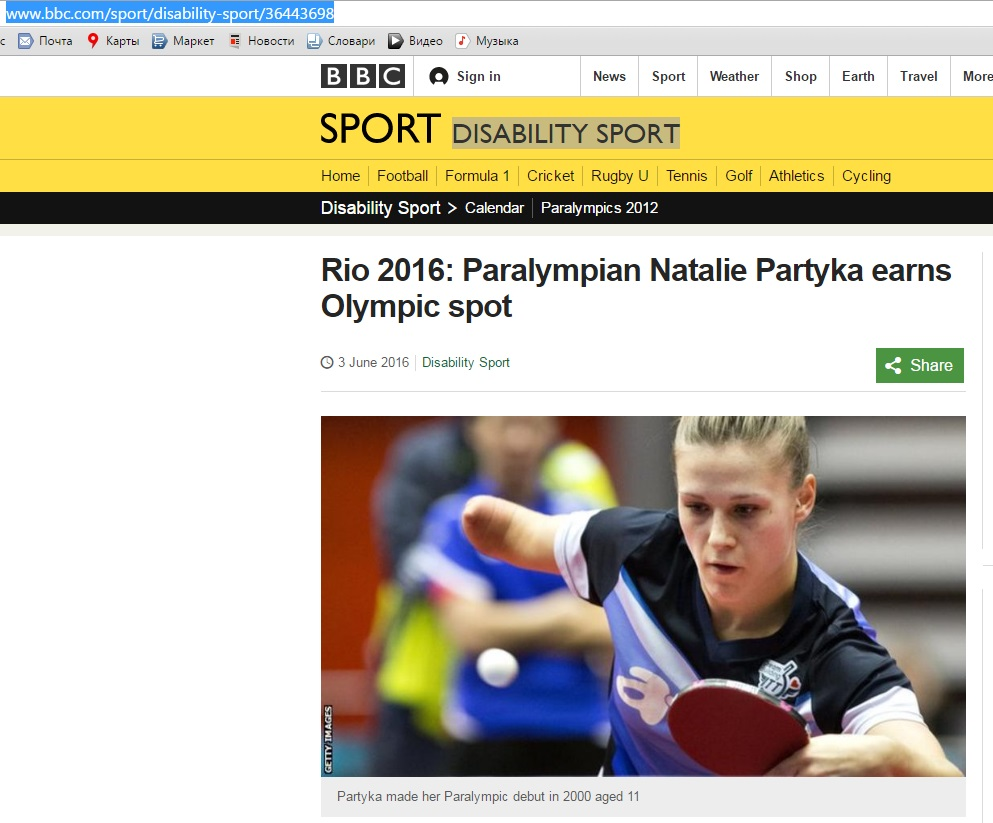 www.bbc.com/sport/disability-sport/36443698
с Почта Карты Маркет Новости Словари Видео Музыка
BBC Sign in News Sport Weather Shop Earth Travel More
SPORT DISABILITY SPORT
Home Football Formula 1 Cricket Rugby U Tennis Golf Athletics Cycling
Disability Sport > Calendar Paralympics 2012
Rio 2016: Paralympian Natalie Partyka earns
Olympic spot
3 June 2016 Disability Sport
Share
GETTY IMAGES
Partyka made her Paralympic debut in 2000 aged 11